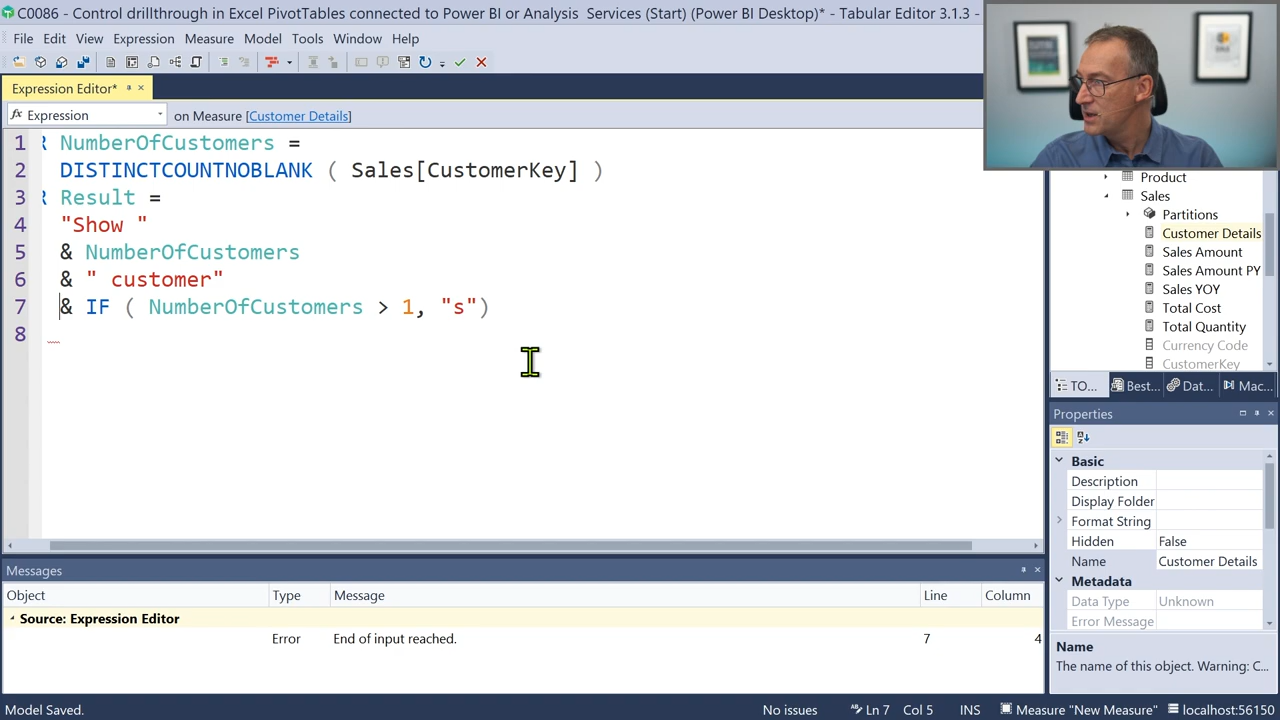 C0086 - Control drillthrough in Excel PivotTables connected to Power BI or Analysis Services (Start) (Power BI Desktop)* - Tabular Editor 3.1.3 -
File Edit View Expression Measure Model Tools Window Help
Expression Editor*
fx Expression on Measure [Customer Details]
1 R NumberOfCustomers =
2 DISTINCTCOUNTNOBLANK ( Sales[CustomerKey] )
3 R Result =
4 "Show "
5 & NumberOfCustomers
6 & " customer"
7 & IF ( NumberOfCustomers > 1, "s")
8
Product
Sales
Partitions
Customer Details
Sales Amount
Sales Amount PY
Sales YOY
Total Cost
Total Quantity
Currency Code
CustomerKey
TO... Best... Dat... Mac...
Properties
Basic
Description
Display Folder
Format String
Hidden False
Name Customer Details
Metadata
Data Type Unknown
Error Message
Name
The name of this object. Warning: C...
Messages
Object Type Message Line Column
Source: Expression Editor
Error End of input reached. 7 4
Model Saved. No issues Ln 7 Col 5 INS Measure "New Measure" localhost:56150